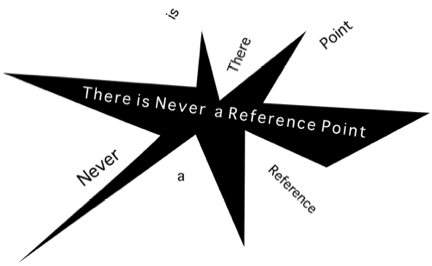 is
There
Point
There is Never a Reference Point
Never
a
Reference